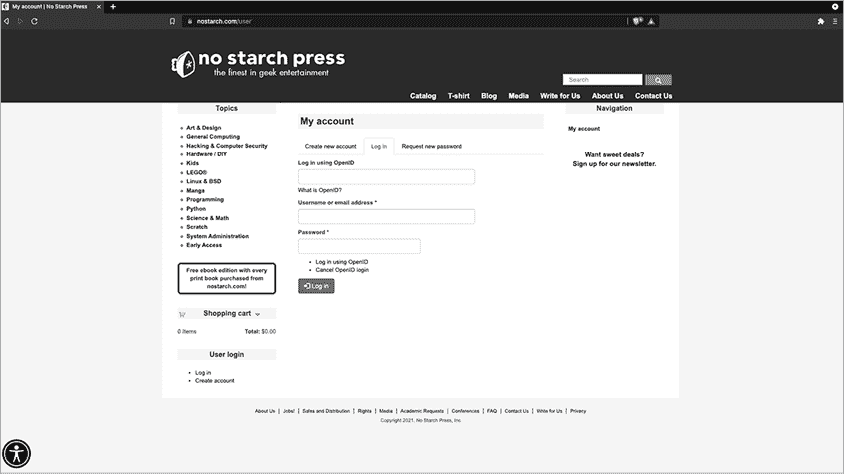 My account | No Starch Press
nostarch.com/user
no starch press
the finest in geek entertainment
Search
Catalog T-shirt Blog Media Write for Us About Us Contact Us
Topics
Art & Design
General Computing
Hacking & Computer Security
Hardware / DIY
Kids
LEGO®
Linux & BSD
Manga
Programming
Python
Science & Math
Scratch
System Administration
Early Access
Free ebook edition with every
print book purchased from
nostarch.com!
Shopping cart
0 Items Total: $0.00
User login
Log in
Create account
My account
Create new account Log in Request new password
Log in using OpenID
What is OpenID?
Username or email address *
Password *
Log in using OpenID
Cancel OpenID login
Log in
Navigation
My account
Want sweet deals?
Sign up for our newsletter.
About Us | Jobs! | Sales and Distribution | Rights | Media | Academic Requests | Conferences | FAQ | Contact Us | Write for Us | Privacy
Copyright 2021. No Starch Press, Inc